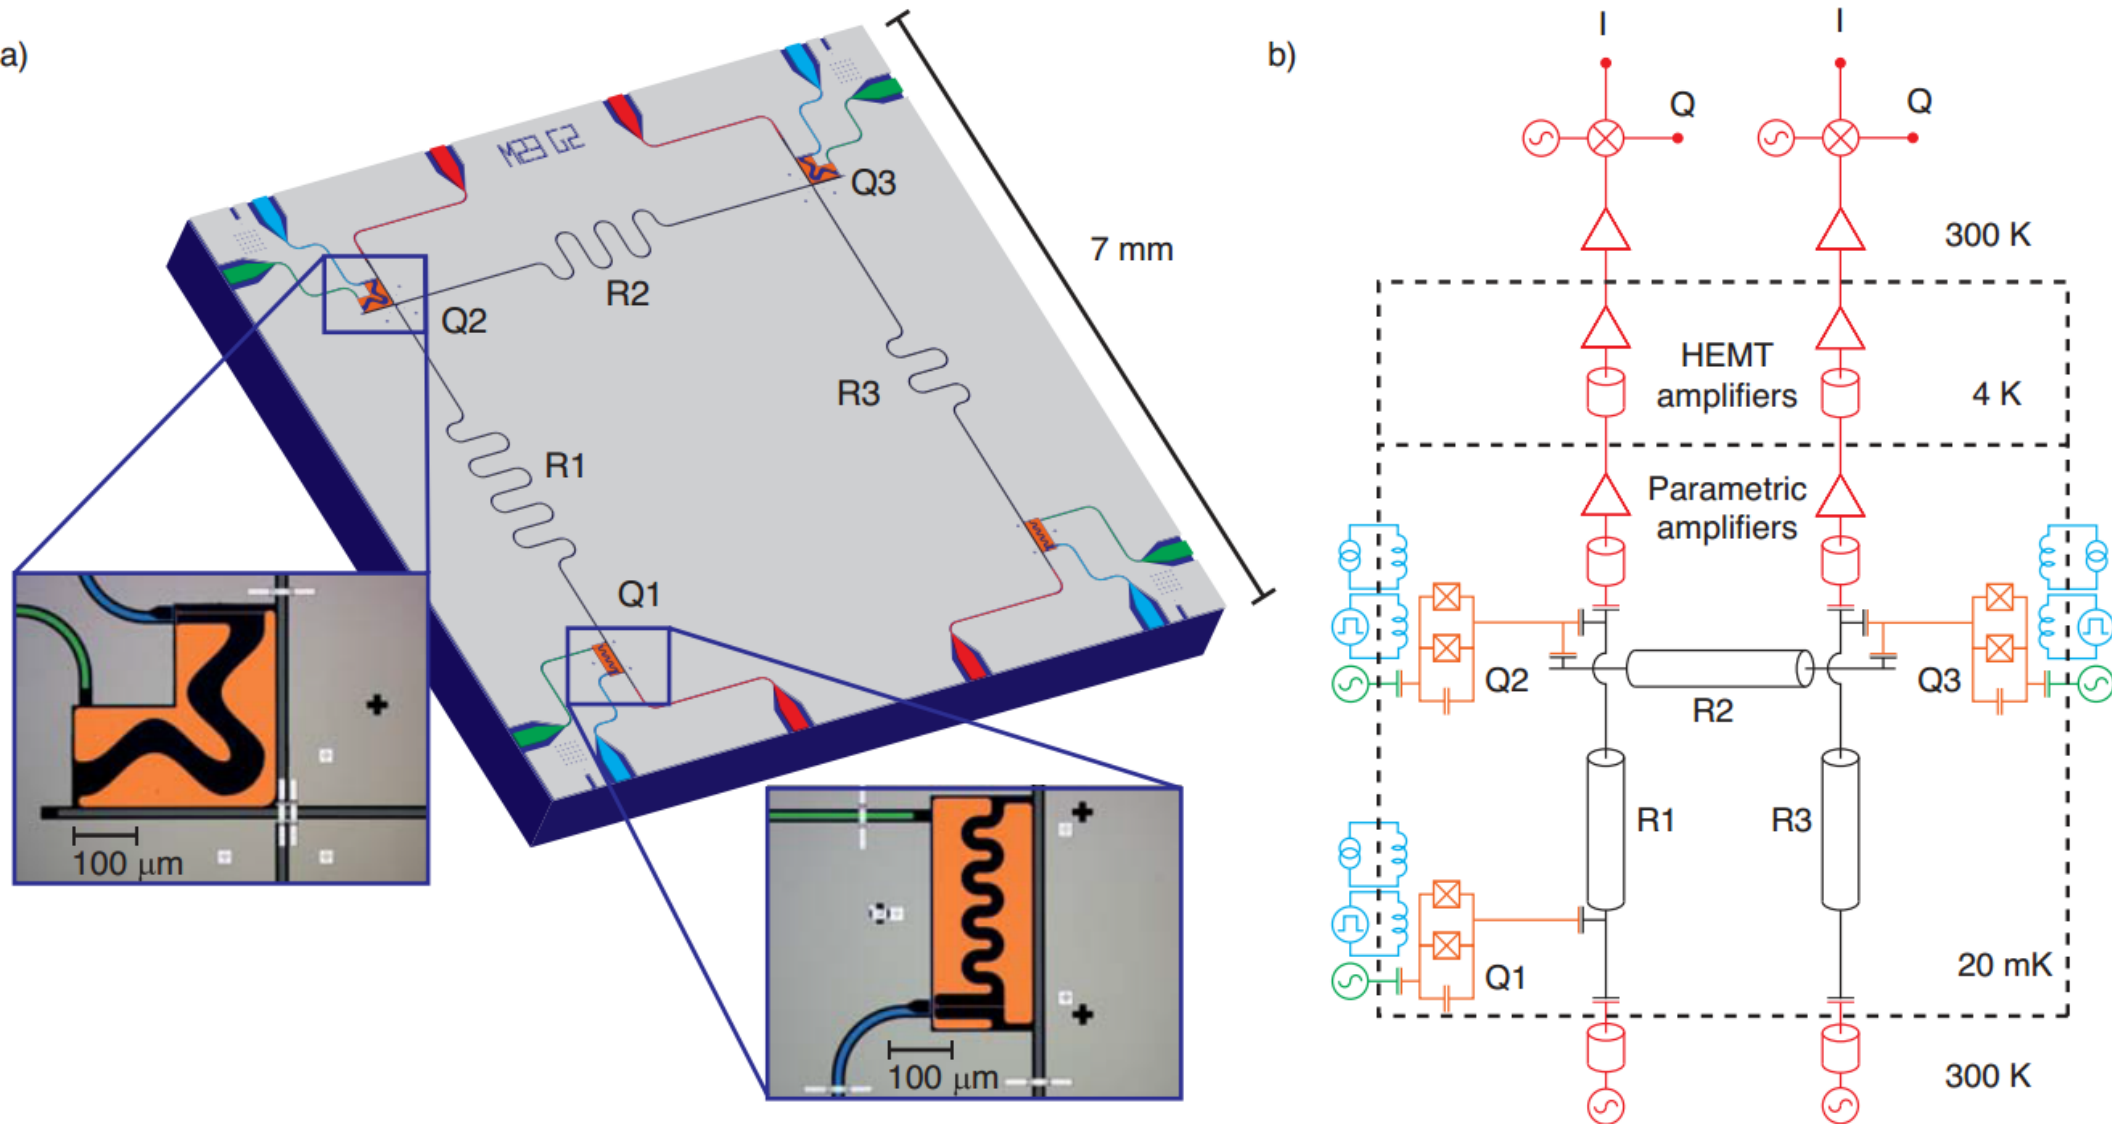 a)
M23 G2
Q3
7 mm
R2
Q2
R3
R1
Q1
100 μm
100 μm
b)
I
I
Q
Q
300 K
HEMT
amplifiers
4 K
Parametric
amplifiers
Q2
Q3
R2
R1
R3
Q1
20 mK
300 K